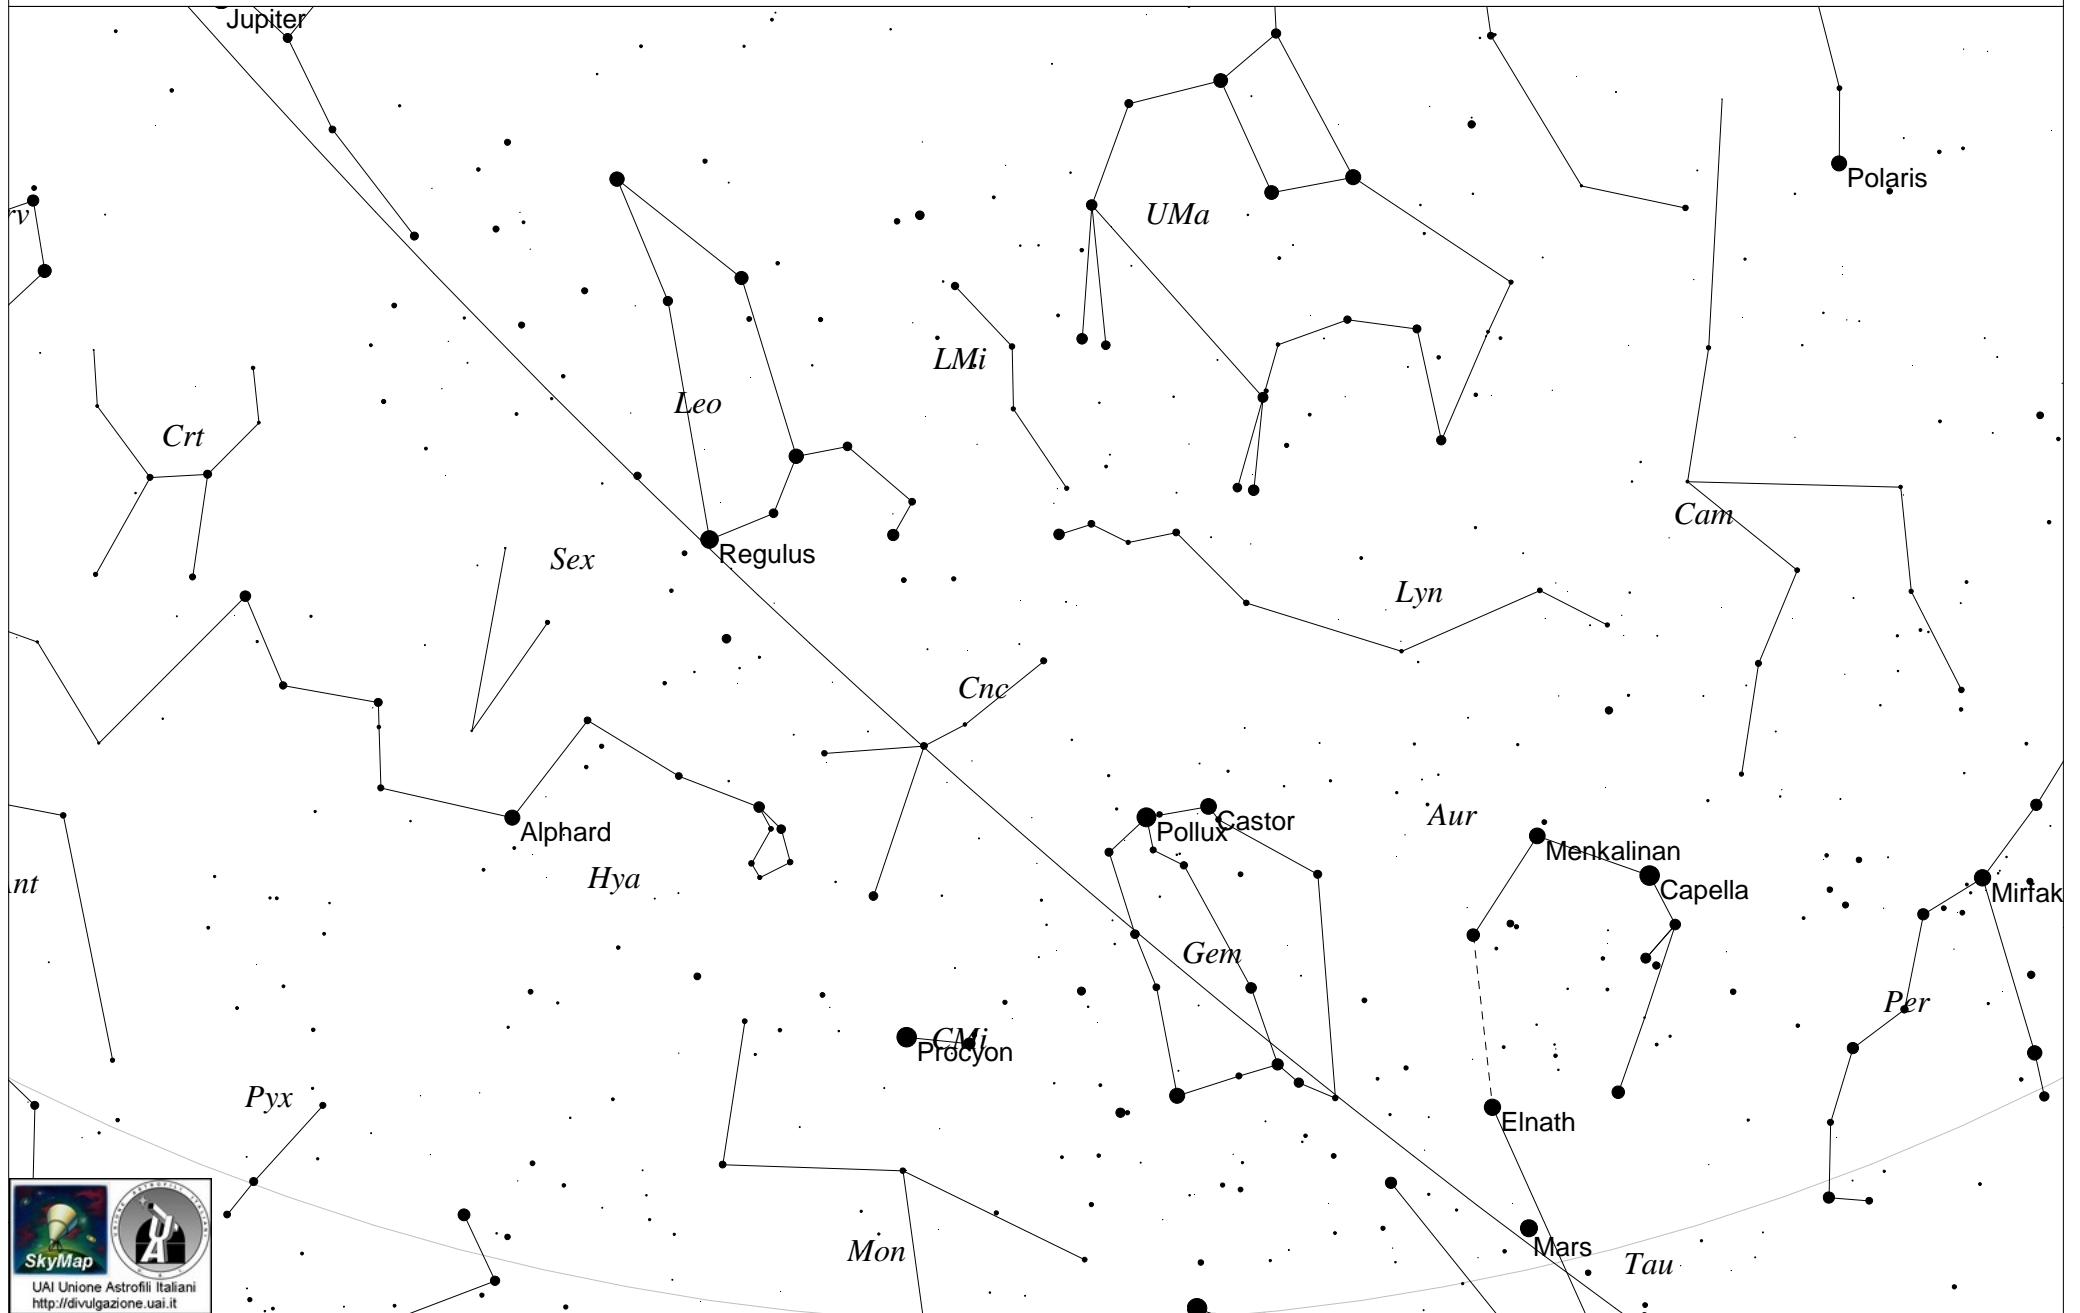 Jupiter
Polaris
UMa
LMi
Leo
Crt
Regulus
Sex
Cam
Lyn
Cnc
Castor
Pollux
Aur
Alphard
Menkalinan
Hya
Capella
Mirfak
Gem
Per
CMi
Procyon
Pyx
Elnath
Mon
Mars
Tau
SkyMap
UAI
UAI Unione Astrofili Italiani
http://divulgazione.uai.it